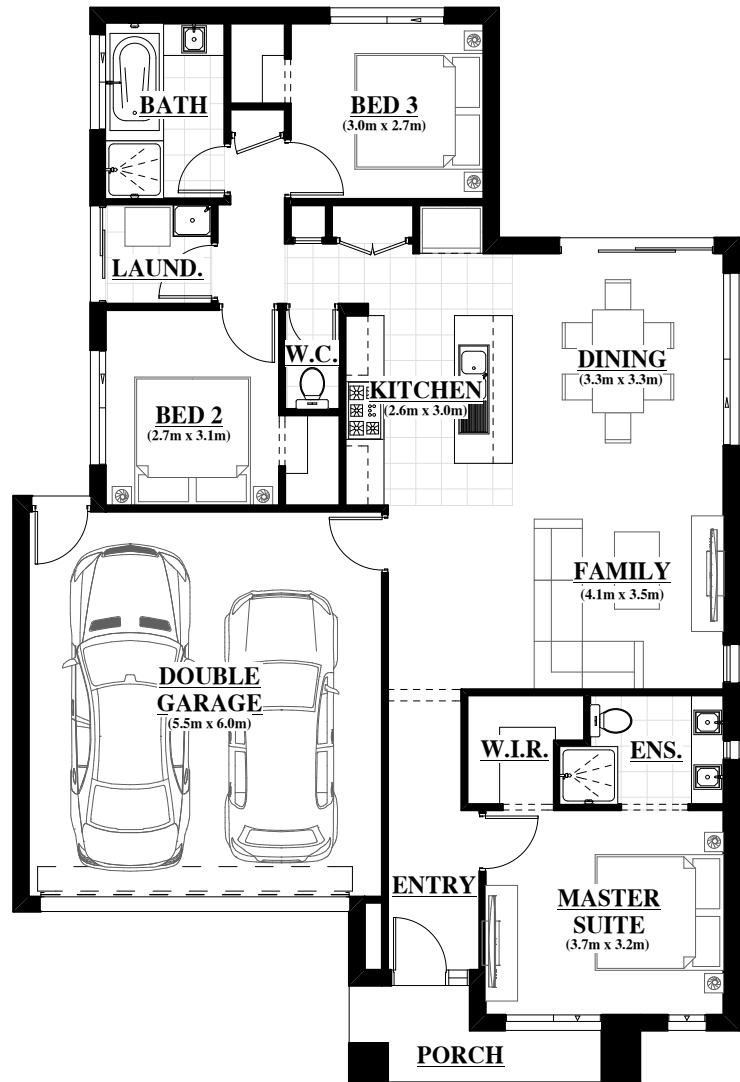 BATH
BED 3
(3.0m x 2.7m)
LAUND.
W.C.
KITCHEN
(2.6m x 3.0m)
DINING
(3.3m x 3.3m)
BED 2
(2.7m x 3.1m)
FAMILY
(4.1m x 3.5m)
DOUBLE
GARAGE
(5.5m x 6.0m)
W.I.R.
ENS.
ENTRY
MASTER
SUITE
(3.7m x 3.2m)
PORCH